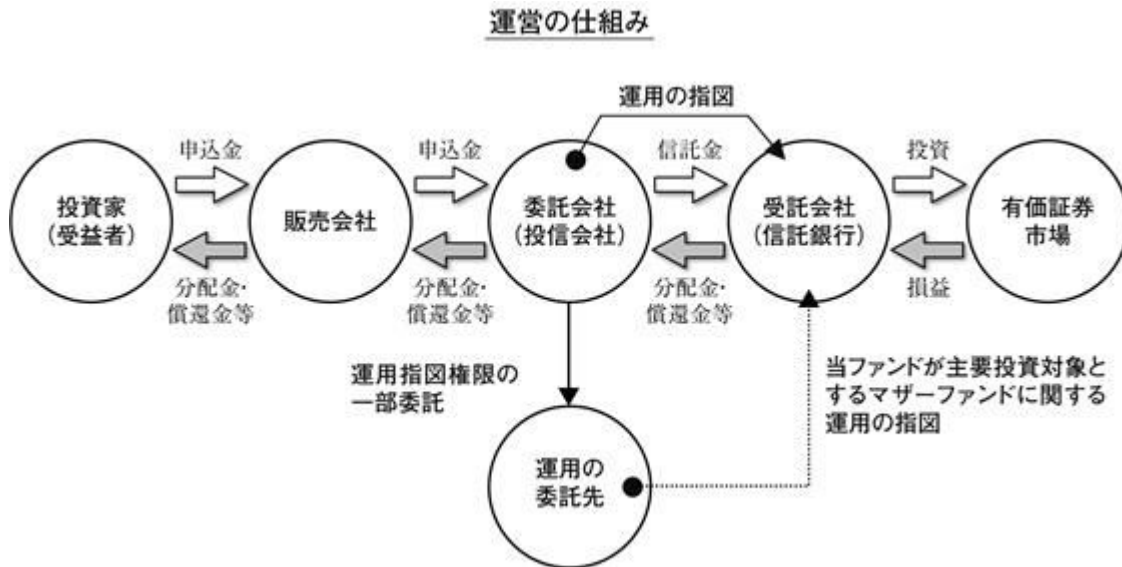 運営の仕組み
運用の指図
申込金
申込金
信託金
投資
投資家
(受益者)
販売会社
委託会社
(投信会社)
受託会社
(信託銀行)
有価証券
市場
分配金・
償還金等
分配金・
償還金等
分配金・
償還金等
損益
運用指図権限の
一部委託
当ファンドが主要投資対象と
するマザーファンドに関する
運用の指図
運用の
委託先